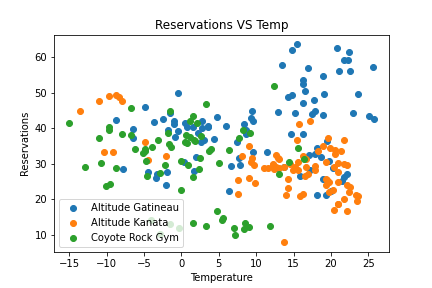 Reservations VS Temp
60
50
40
30
20
10
Reservations
Altitude Gatineau
Altitude Kanata
Coyote Rock Gym
−15 −10 −5 0 5 10 15 20 25
Temperature